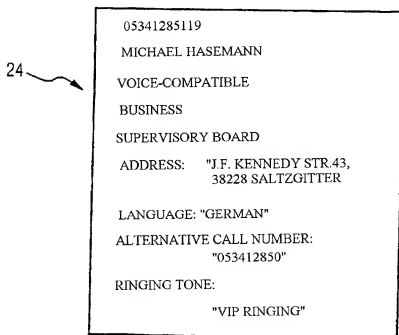 05341285119
MICHAEL HASEMANN
24
VOICE-COMPATIBLE
BUSINESS
SUPERVISORY BOARD
ADDRESS: "J.F. KENNEDY STR.43,
38228 SALTZGITTER
LANGUAGE: "GERMAN"
ALTERNATIVE CALL NUMBER:
"053412850"
RINGING TONE:
"VIP RINGING"